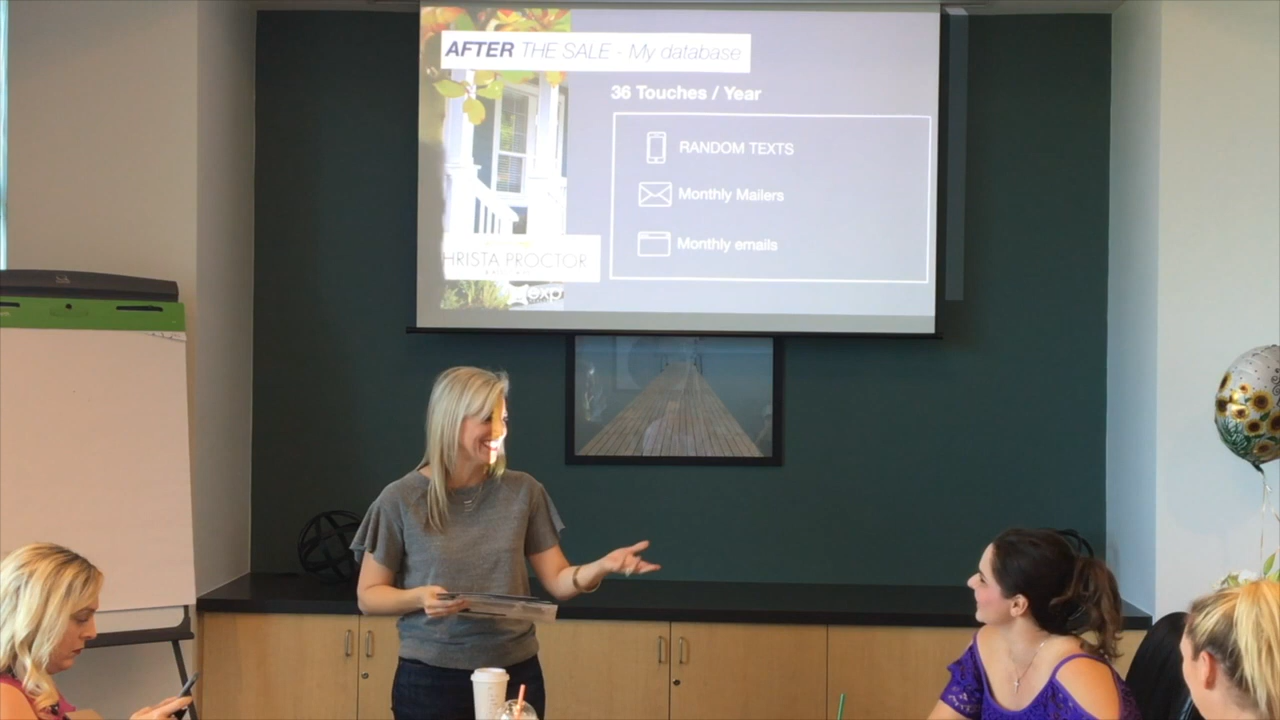 AFTER THE SALE - My database
36 Touches / Year
RANDOM TEXTS
Monthly Mailers
Monthly emails
HRISTA PROCTOR
exp